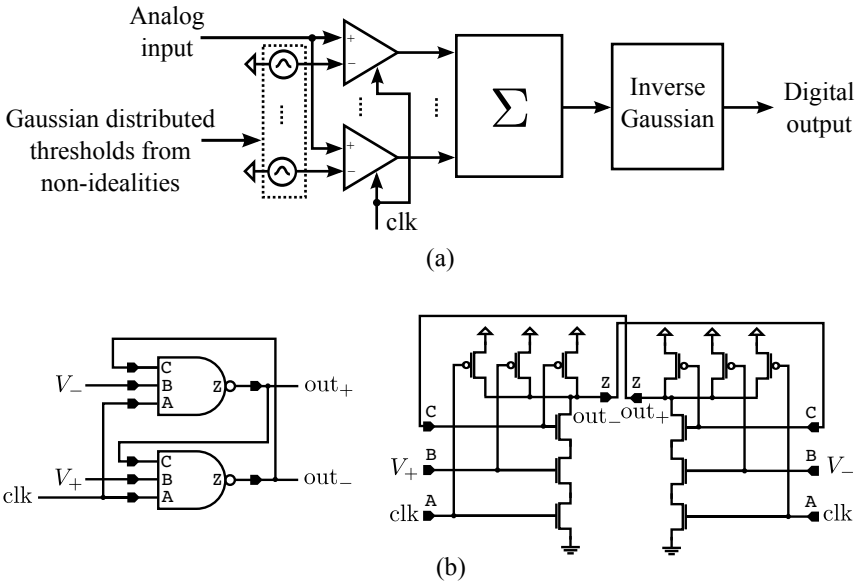 Analog
input
Gaussian distributed
thresholds from
non-idealities
+
−
...
+
−
...
...
clk
Σ
Inverse
Gaussian
Digital
output
(a)
C
V− B Z out+
A
C
V+ B Z out−
clk A
Z Z
out− out+
C C
V+ B B V−
A A
clk clk
(b)